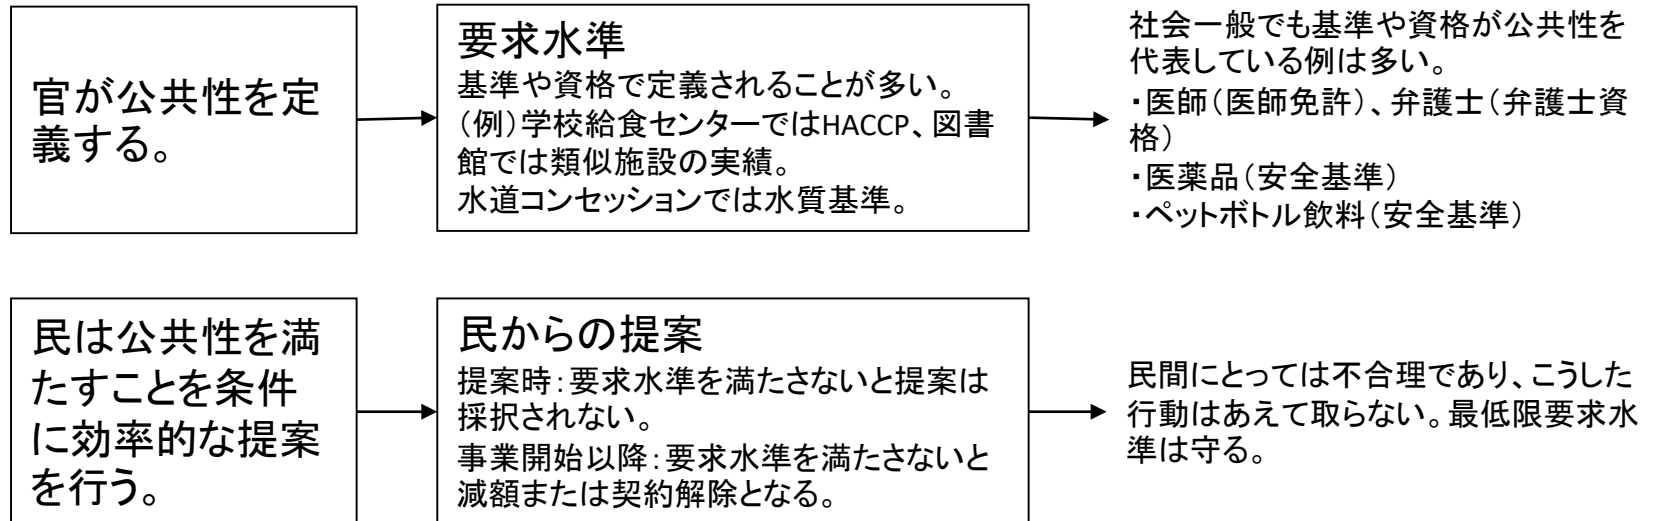 官が公共性を定
義する。
要求水準
基準や資格で定義されることが多い。
(例)学校給食センターではHACCP、図書
館では類似施設の実績。
水道コンセッションでは水質基準。
社会一般でも基準や資格が公共性を
代表している例は多い。
・医師(医師免許)、弁護士(弁護士資
格)
・医薬品(安全基準)
・ペットボトル飲料(安全基準)
民は公共性を満
たすことを条件
に効率的な提案
を行う。
民からの提案
提案時:要求水準を満たさないと提案は
採択されない。
事業開始以降:要求水準を満たさないと
減額または契約解除となる。
民間にとっては不合理であり、こうした
行動はあえて取らない。最低限要求水
準は守る。